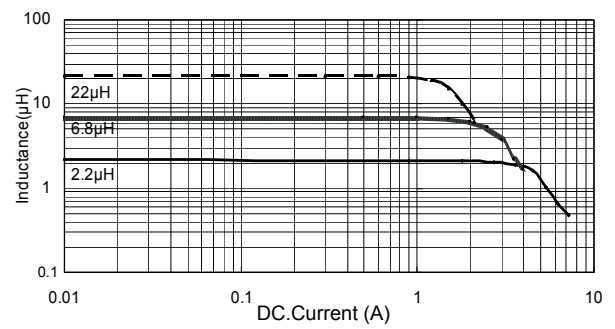 100
10
1
0.1
Inductance(µH)
22µH
6.8µH
2.2µH
0.01
0.1
1
10
DC.Current (A)